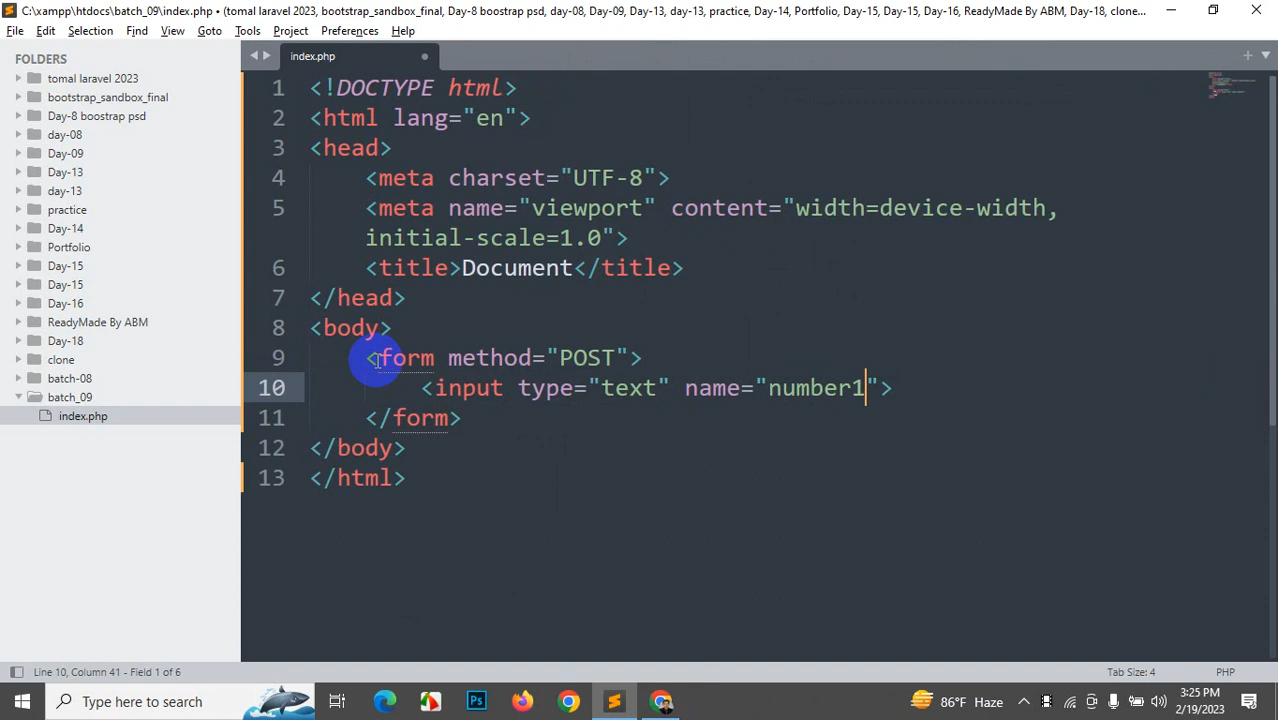 C:\xampp\htdocs\batch_09\index.php • (tomal laravel 2023, bootstrap_sandbox_final, Day-8 boostrap psd, day-08, Day-09, Day-13, day-13, practice, Day-14, Portfolio, Day-15, Day-15, Day-16, ReadyMade By ABM, Day-18, clone...
File Edit Selection Find View Goto Tools Project Preferences Help
FOLDERS
tomal laravel 2023
bootstrap_sandbox_final
Day-8 boostrap psd
day-08
Day-09
Day-13
day-13
practice
Day-14
Portfolio
Day-15
Day-15
Day-16
ReadyMade By ABM
Day-18
clone
batch-08
batch_09
index.php
index.php
1 <!DOCTYPE html>
2 <html lang="en">
3 <head>
4 <meta charset="UTF-8">
5 <meta name="viewport" content="width=device-width,
initial-scale=1.0">
6 <title>Document</title>
7 </head>
8 <body>
9 <form method="POST">
10 <input type="text" name="number1">
11 </form>
12 </body>
13 </html>
Line 10, Column 41 - Field 1 of 6
Tab Size: 4 PHP
Type here to search
Ps
86°F Haze
3:25 PM
2/19/2023